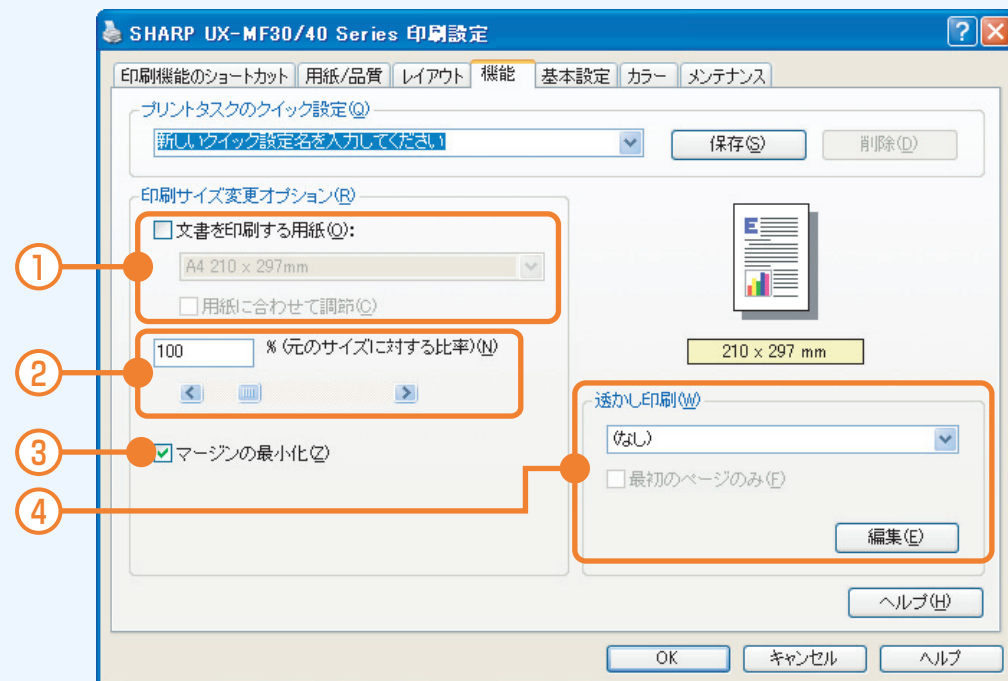 SHARP UX-MF30/40 Series 印刷設定
印刷機能のショートカット 用紙/品質 レイアウト 機能 基本設定 カラー メンテナンス
プリントタスクのクイック設定(Q)
新しいクイック設定名を入力してください 保存(S) 削除(D)
印刷サイズ変更オプション(R)
① 文書を印刷する用紙(O):
A4 210 x 297mm
用紙に合わせて調節(C)
② 100 % (元のサイズに対する比率)(N)
③ マージンの最小化(Z)
E
210 x 297 mm
④ 透かし印刷(W)
(なし)
最初のページのみ(F)
編集(E)
ヘルプ(H)
OK キャンセル ヘルプ